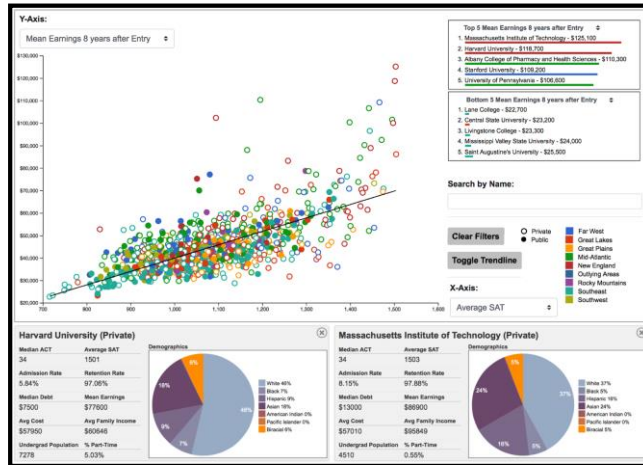 Y-Axis:
Mean Earnings 8 years after Entry
$130,000
$120,000
$110,000
$100,000
$90,000
$80,000
$70,000
$60,000
$50,000
$40,000
$30,000
$20,000
700
800
900
1,000
1,100
1,200
1,300
1,400
1,500
1,600
Top 5 Mean Earnings 8 years after Entry
1. Massachusetts Institute of Technology - $125,100
2. Harvard University - $118,700
3. Albany College of Pharmacy and Health Sciences - $110,300
4. Stanford University - $109,200
5. University of Pennsylvania - $106,600
Bottom 5 Mean Earnings 8 years after Entry
1. Lane College - $22,700
2. Central State University - $23,200
3. Livingstone College - $23,300
4. Mississippi Valley State University - $24,000
5. Saint Augustine's University - $25,500
Search by Name:
Clear Filters
Toggle Trendline
Private
Public
Far West
Great Lakes
Great Plains
Mid-Atlantic
New England
Outlying Areas
Rocky Mountains
Southeast
Southwest
X-Axis:
Average SAT
Harvard University (Private)
Median ACT Average SAT
34 1501
Admission Rate Retention Rate
5.84% 97.06%
Median Debt Mean Earnings
$7500 $77600
Avg Cost Avg Family Income
$57950 $60646
Undergrad Population % Part-Time
7278 5.03%
Demographics
18%
9%
7%
White 46%
Black 7%
Hispanic 9%
American Indian 0%
Pacific Islander 0%
Massachusetts Institute of Technology (Private)
Median ACT Average SAT
34 1503
Admission Rate Retention Rate
8.15% 97.88%
Median Debt Mean Earnings
$13000 $86900
Avg Cost Avg Family Income
$57010 $95849
Undergrad Population % Part-Time
4510 0.55%
Demographics
5%
24%
37%
16%
5%
White 37%
Black 5%
Hispanic 16%
Asian 24%
American Indian 0%
Pacific Islander 0%
Biracial 5%